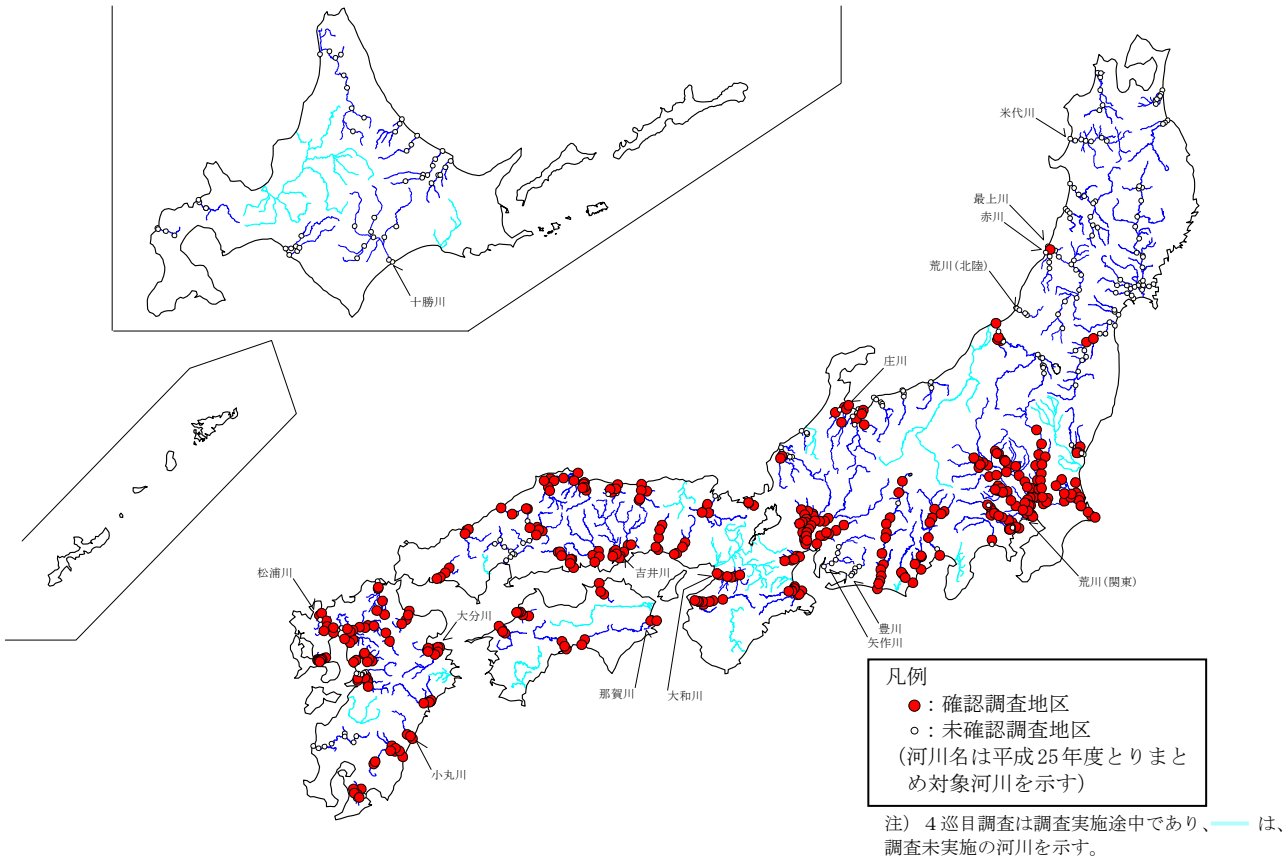 米代川
最上川
赤川
荒川(北陸)
十勝川
庄川
松浦川
大分川
吉井川
荒川(関東)
豊川
矢作川
那賀川
大和川
小丸川
凡例
●：確認調査地区
○：未確認調査地区
(河川名は平成25年度とりまと
め対象河川を示す)
注）４巡目調査は調査実施途中であり、 は、
調査未実施の河川を示す。